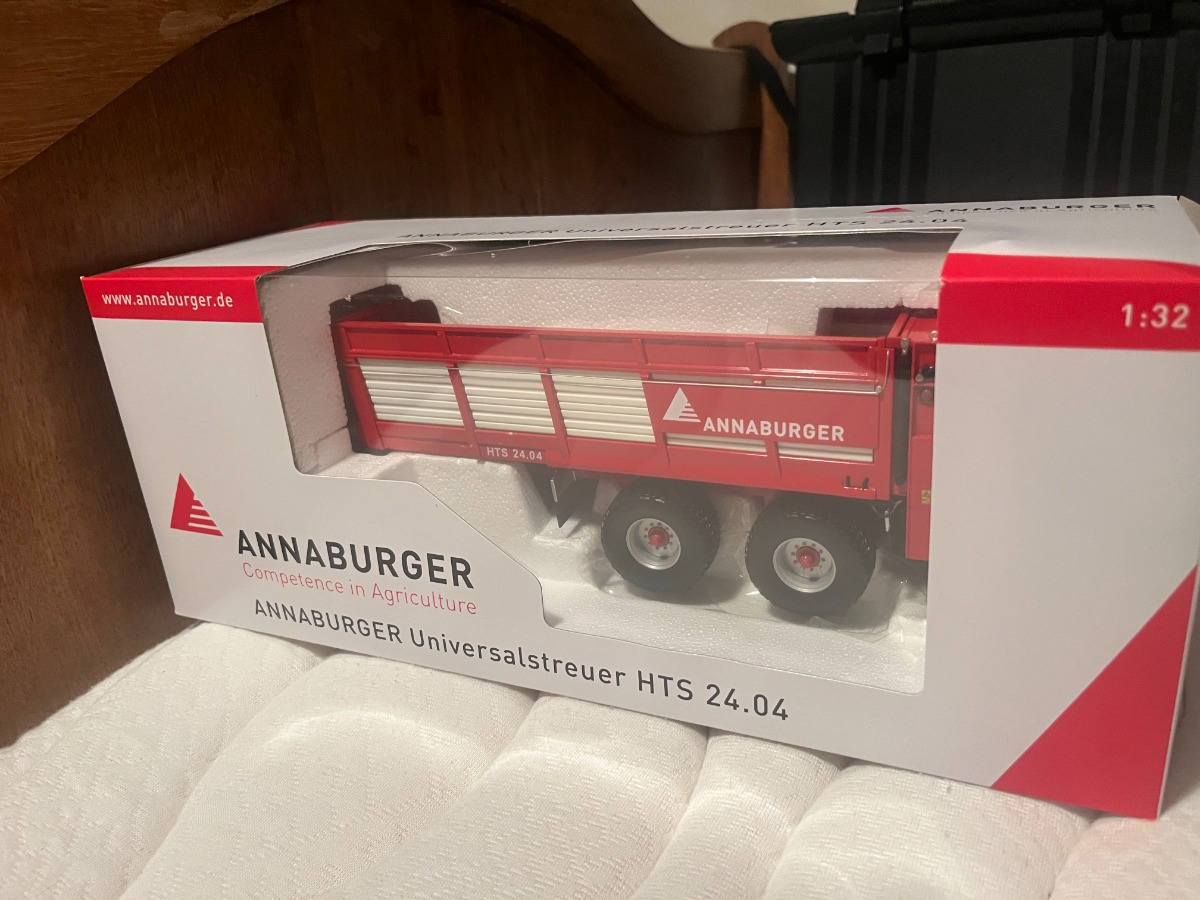 ANNABURGER Universalstreuer HTS 24.04
ANNABURGER
www.annaburger.de
1:32
ANNABURGER
HTS 24.04
ANNABURGER
Competence in Agriculture
ANNABURGER Universalstreuer HTS 24.04